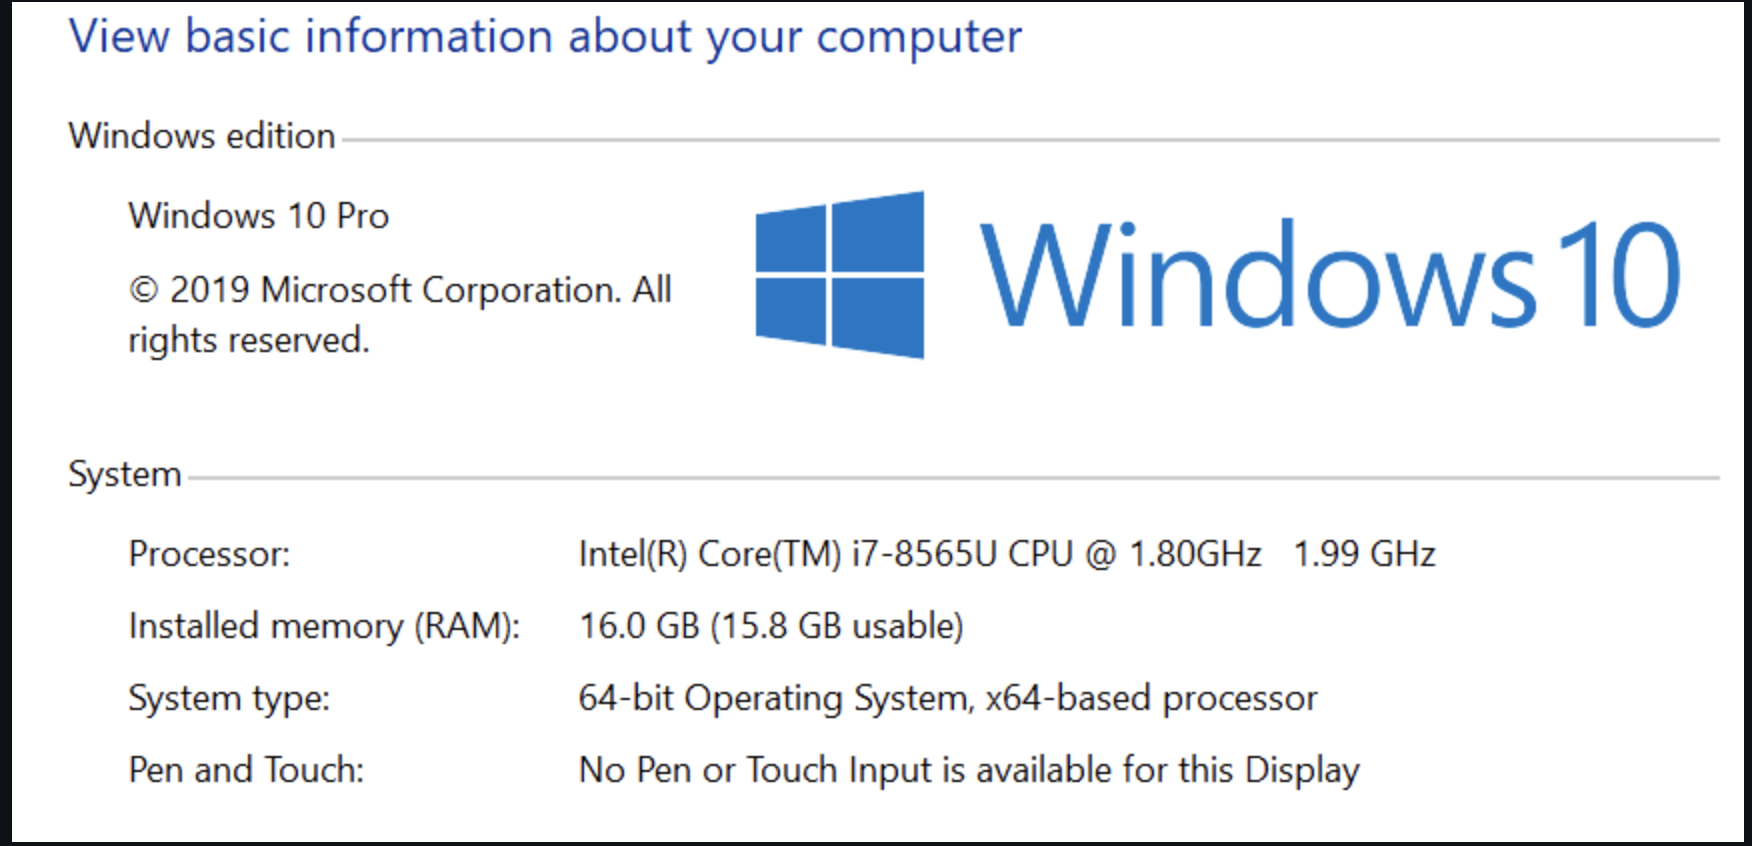 View basic information about your computer
Windows edition
Windows 10 Pro
© 2019 Microsoft Corporation. All
rights reserved.
Windows 10
System
Processor: Intel(R) Core(TM) i7-8565U CPU @ 1.80GHz 1.99 GHz
Installed memory (RAM): 16.0 GB (15.8 GB usable)
System type: 64-bit Operating System, x64-based processor
Pen and Touch: No Pen or Touch Input is available for this Display